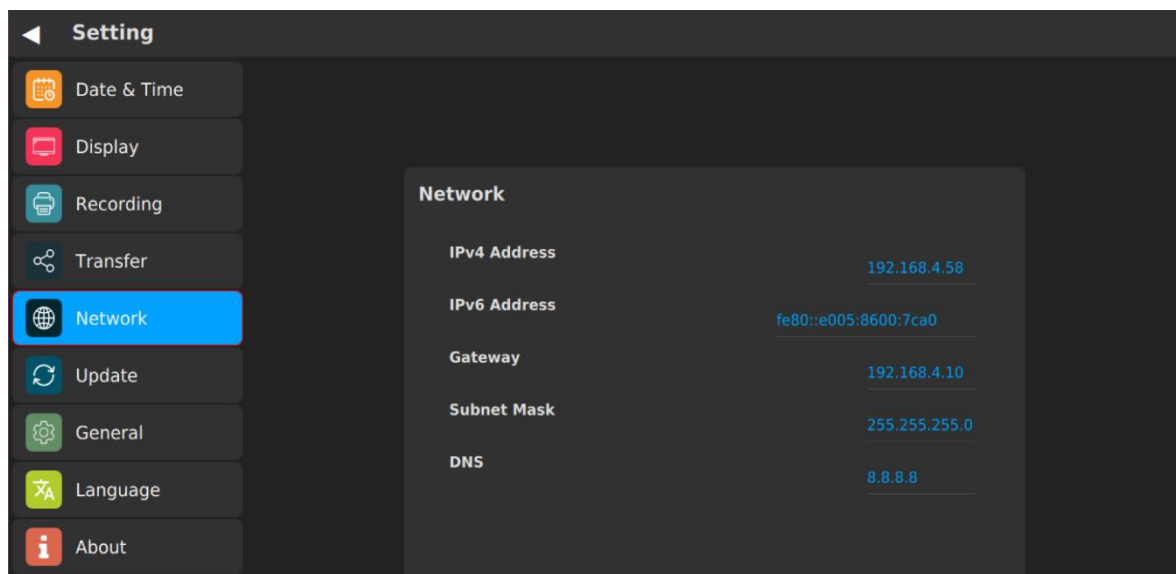 Setting
Date & Time
Display
Recording
Transfer
Network
Update
General
Language
About
Network
IPv4 Address
192.168.4.58
IPv6 Address
fe80::e005:8600:7ca0
Gateway
192.168.4.10
Subnet Mask
255.255.255.0
DNS
8.8.8.8